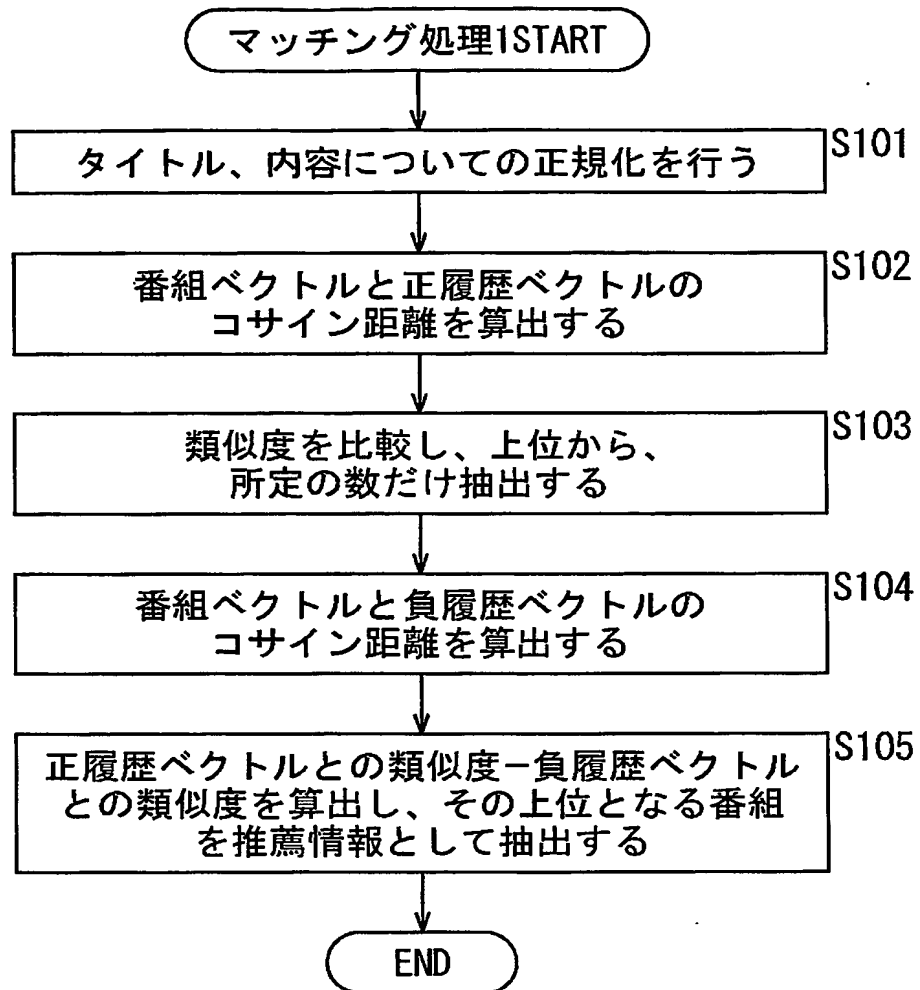 マッチング処理1START
タイトル、内容についての正規化を行う
S101
番組ベクトルと正履歴ベクトルの
コサイン距離を算出する
S102
類似度を比較し、上位から、
所定の数だけ抽出する
S103
番組ベクトルと負履歴ベクトルの
コサイン距離を算出する
S104
正履歴ベクトルとの類似度−負履歴ベクトル
との類似度を算出し、その上位となる番組
を推薦情報として抽出する
S105
END